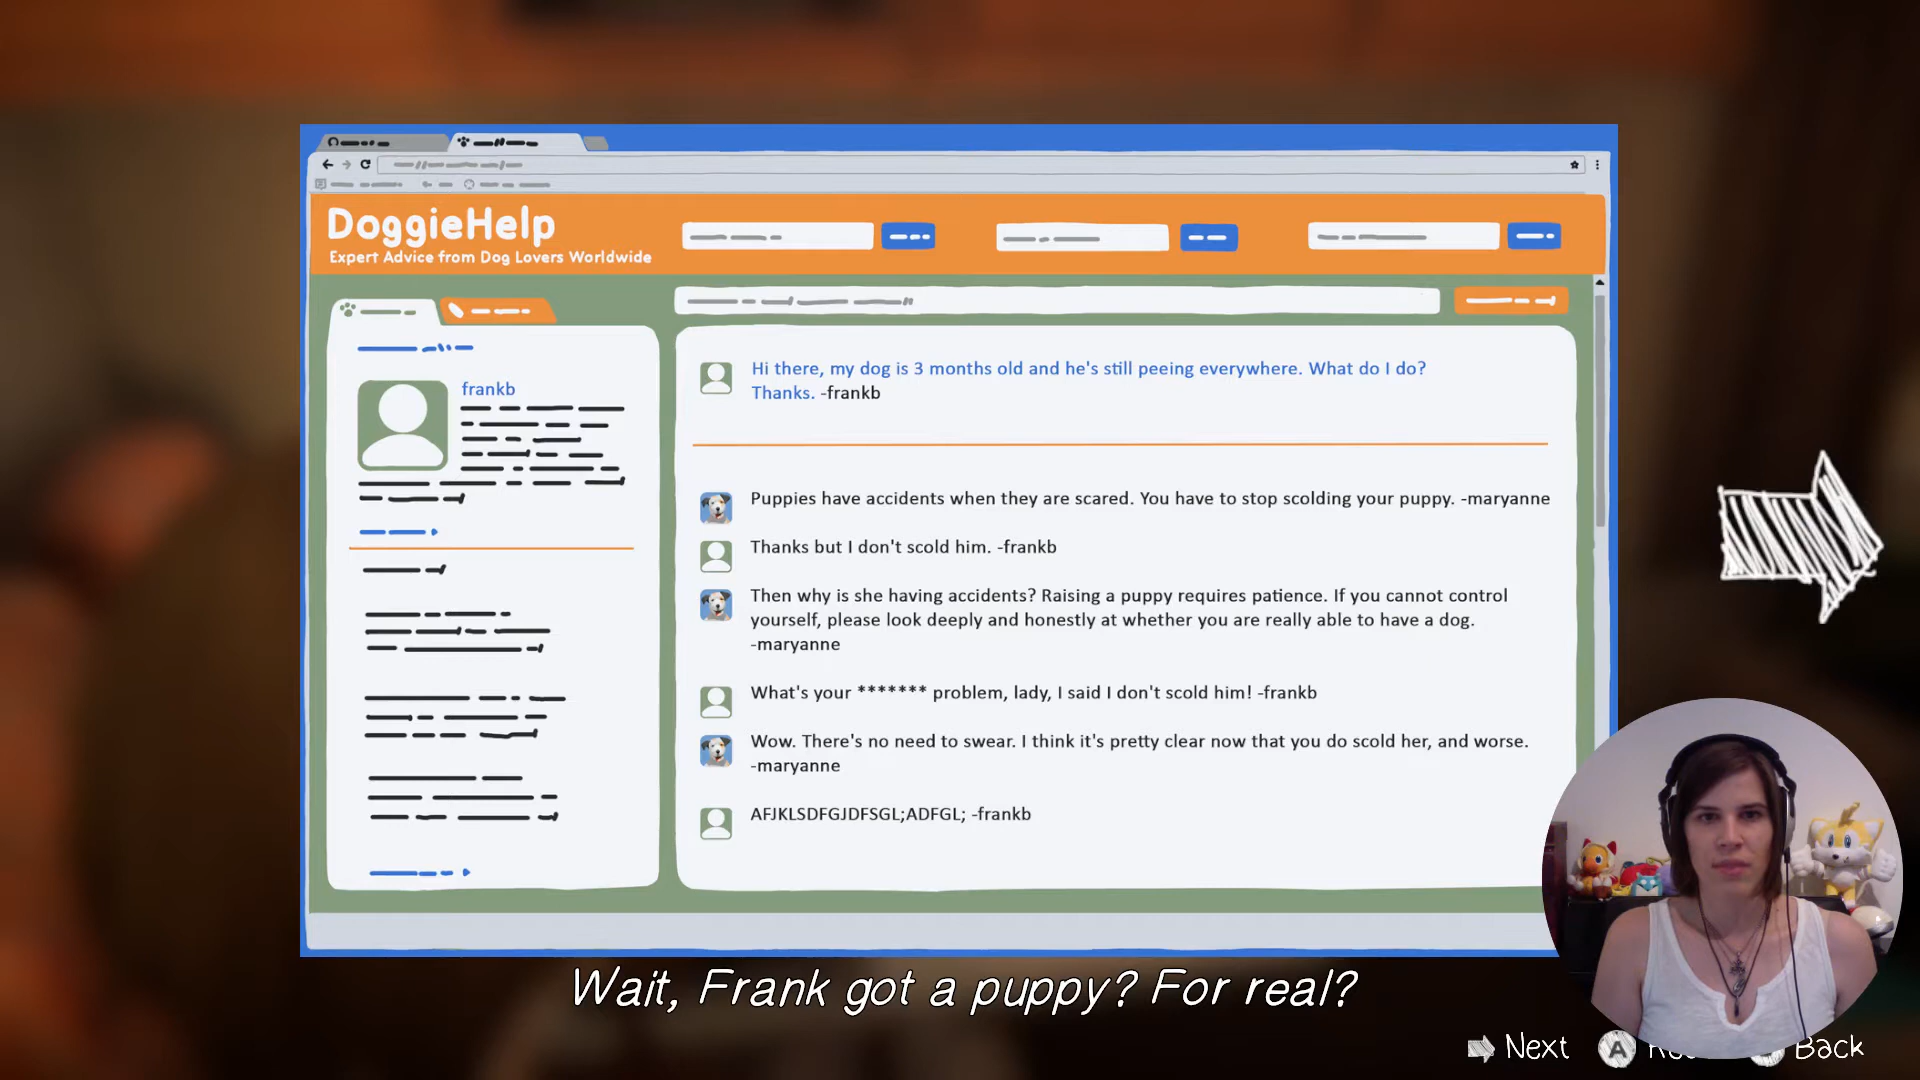 DoggieHelp
Expert Advice from Dog Lovers Worldwide
frankb
Hi there, my dog is 3 months old and he's still peeing everywhere. What do I do?
Thanks. -frankb
Puppies have accidents when they are scared. You have to stop scolding your puppy. -maryanne
Thanks but I don't scold him. -frankb
Then why is she having accidents? Raising a puppy requires patience. If you cannot control
yourself, please look deeply and honestly at whether you are really able to have a dog.
-maryanne
What's your ******* problem, lady, I said I don't scold him! -frankb
Wow. There's no need to swear. I think it's pretty clear now that you do scold her, and worse.
-maryanne
AFJKLSDFGJDFSGL;ADFGL; -frankb
Wait, Frank got a puppy? For real?
Next
A
Back